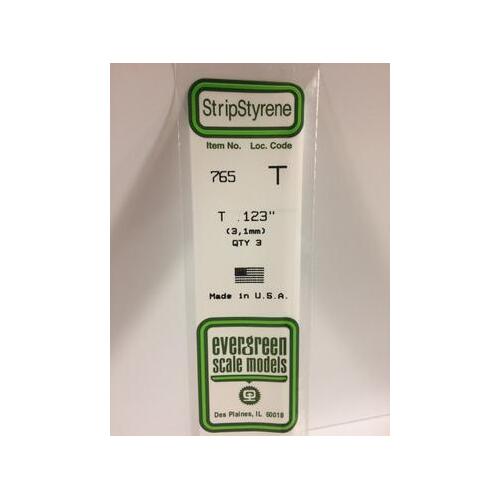 StripStyrene
Item No. Loc. Code
765 T
T .123"
(3,1mm)
QTY 3
Made in U.S.A.
evergreen
scale models
Des Plaines, IL 60018